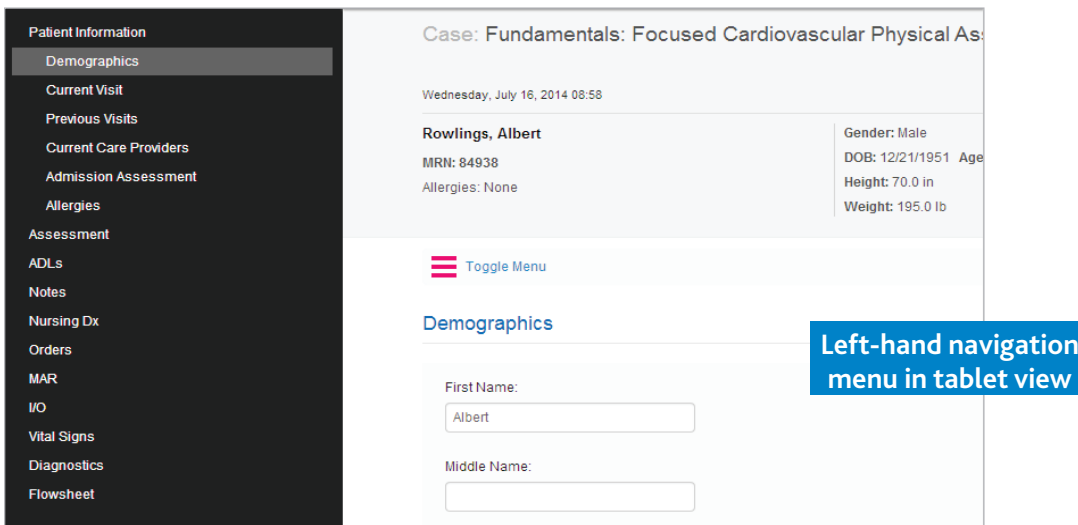 Patient Information
Demographics
Current Visit
Previous Visits
Current Care Providers
Admission Assessment
Allergies
Assessment
ADLs
Notes
Nursing Dx
Orders
MAR
I/O
Vital Signs
Diagnostics
Flowsheet
Case: Fundamentals: Focused Cardiovascular Physical
Wednesday, July 16, 2014 08:58
Rowlings, Albert
MRN: 84938
Allergies: None
Gender: Male
DOB: 12/21/1951 Age
Height: 70.0 in
Weight: 195.0 lb
Toggle Menu
Demographics
Left-hand navigation
menu in tablet view
First Name:
Albert
Middle Name: